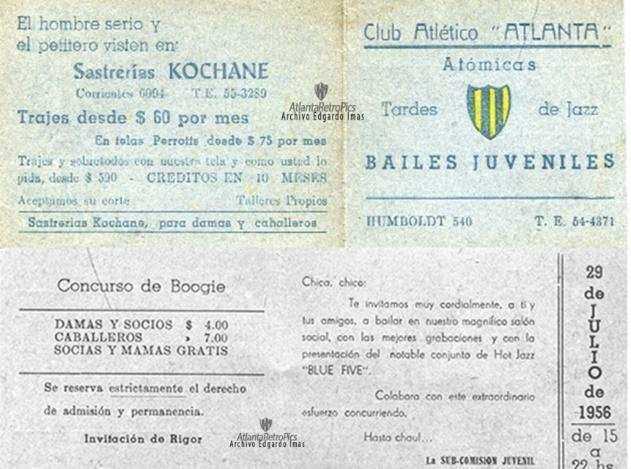 El hombre serio y
el petitero visten en:
Sastrerías KOCHANE
Corrientes 6004 T. E. 55-3289
Trajes desde $ 60 por mes
En telas Perrotts desde $ 75 por mes
Trajes y sobretodos con nuestra tela y como usted lo
pida, desde $ 590 - CREDITOS EN 10 MESES
Aceptamos su corte Talleres Propios
Sastrerías Kochane, para damas y caballeros
AtlantaRetroPics
Archivo Edgardo Imas
Club Atlético "ATLANTA"
Atómicas
Tardes de Jazz
BAILES JUVENILES
HUMBOLDT 540 T. E. 54-4371
Concurso de Boogie
DAMAS Y SOCIOS $ 4.00
CABALLEROS » 7.00
SOCIAS Y MAMAS GRATIS
Se reserva estrictamente el derecho
de admisión y permanencia.
Invitación de Rigor
AtlantaRetroPics
Archivo Edgardo Imas
Chica, chico:
Te invitamos muy cordialmente, a tí y
tus amigos, a bailar en nuestro magnífico salón
social, con las mejores grabaciones y con la
presentación del notable conjunto de Hot Jazz
"BLUE FIVE".
Colabora con este extraordinario
esfuerzo concurriendo.
Hasta chaul...
La SUB-COMISION JUVENIL
29
de
JULIO
de
1956
de 15
a
22 hs